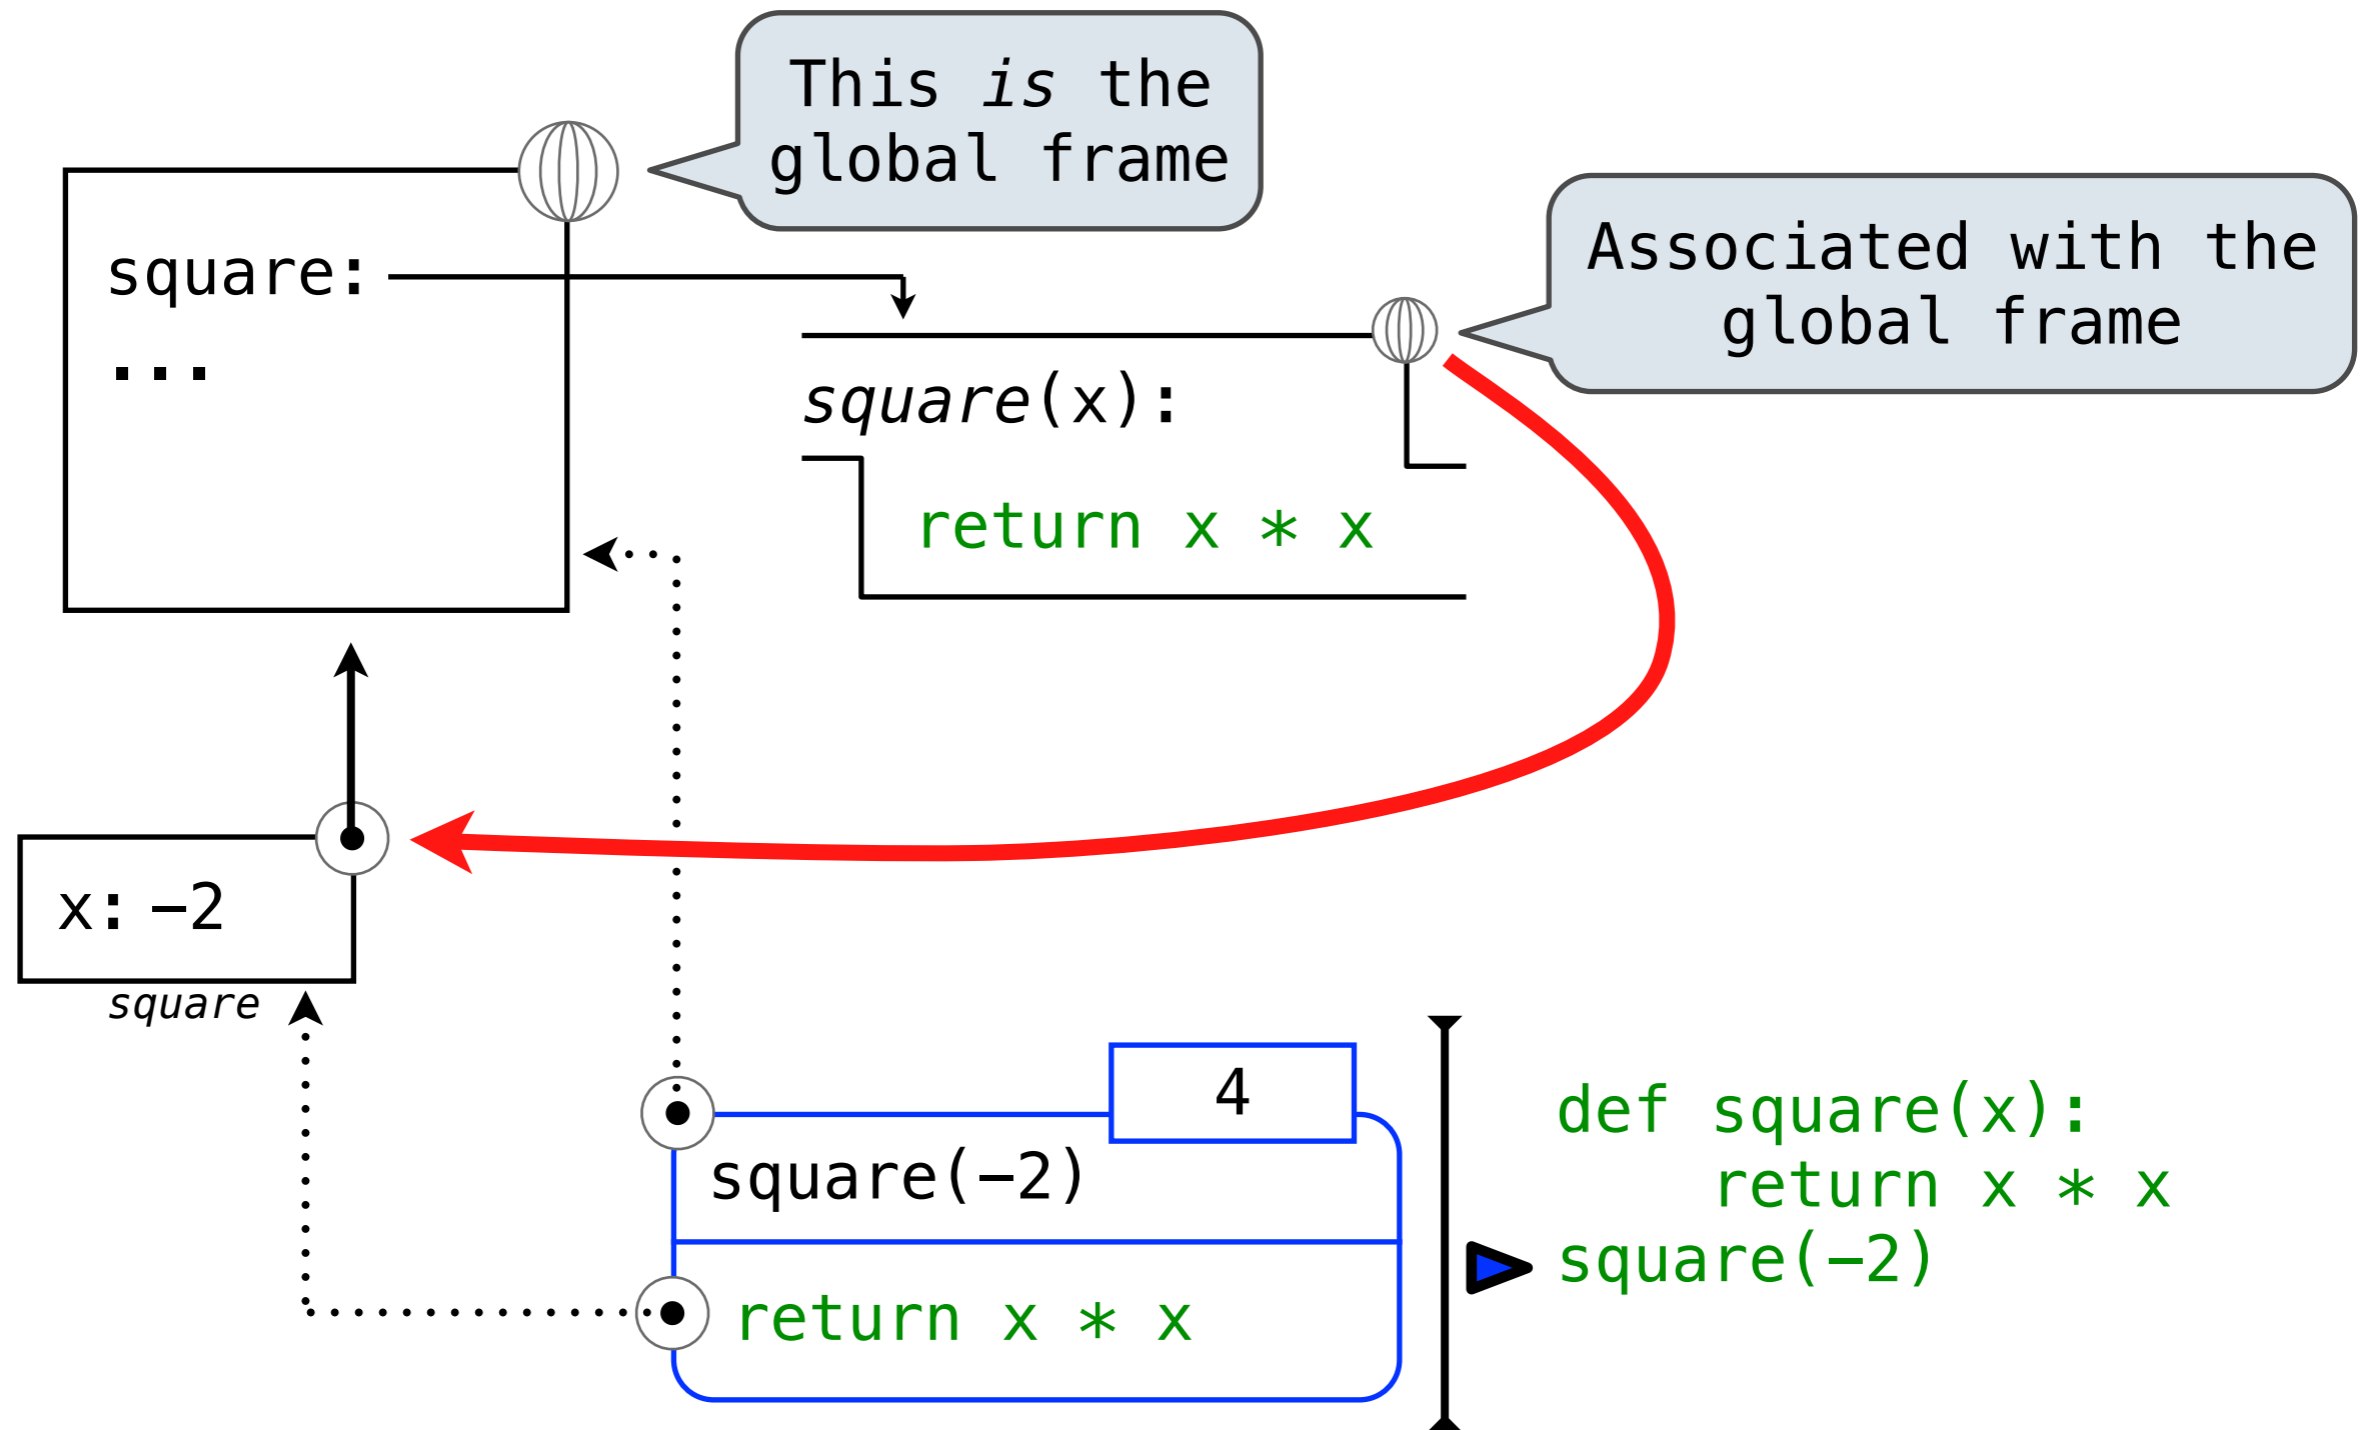 This is the
global frame
Associated with the
global frame
square:
...
square(x):
return x * x
x: −2
square
4
square(−2)
return x * x
def square(x):
    return x * x
square(−2)